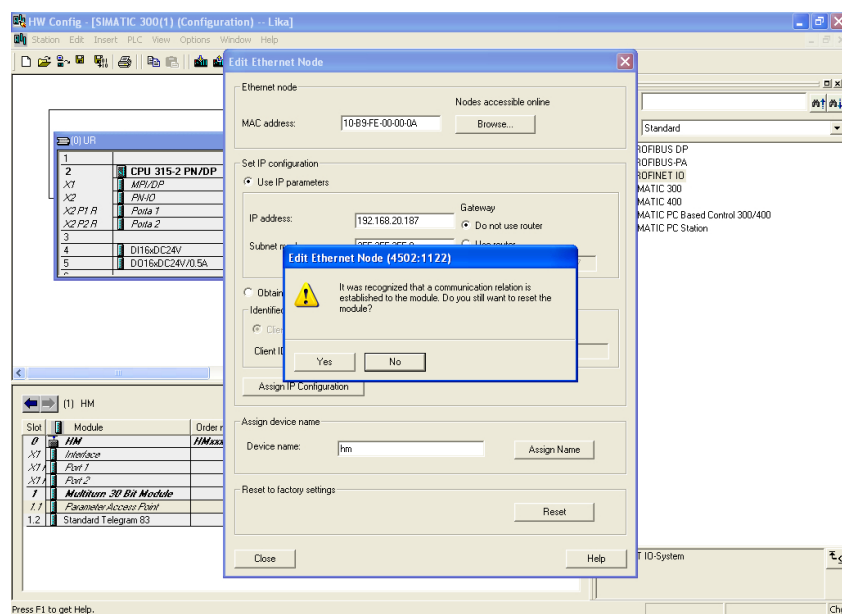 HW Config - [SIMATIC 300(1) (Configuration) -- Lika]
Station Edit Insert PLC View Options Window Help
Edit Ethernet Node
Ethernet node
Nodes accessible online
MAC address:
10-B9-FE-00-00-0A
Browse...
Set IP configuration
Use IP parameters
Gateway
IP address:
192.168.20.187
Do not use router
Subnet
Use router
Edit Ethernet Node (4502:1122)
It was recognized that a communication relation is
established to the module. Do you still want to reset the
module?
Yes
No
Obtain
Identified
Client ID
Assign IP Configuration
Assign device name
Device name:
hm
Assign Name
Reset to factory settings
Reset
Close
Help
(0) UR
1
2 CPU 315-2 PN/DP
X1 MPI/DP
X2 PN-IO
X2 P1 R Porta 1
X2 P2 R Porta 2
3
4 DI16xDC24V
5 DO16xDC24V/0.5A
Standard
ROFIBUS DP
ROFIBUS-PA
ROFINET IO
MATIC 300
MATIC 400
MATIC PC Based Control 300/400
MATIC PC Station
(1) HM
Slot Module Order
0 HM HMxxx
X1 Interface
X1 Port 1
X1 Port 2
1 Multiturn 30 Bit Module
1.1 Parameter Access Point
1.2 Standard Telegram 83
T IO-System
Press F1 to get Help.
Ch